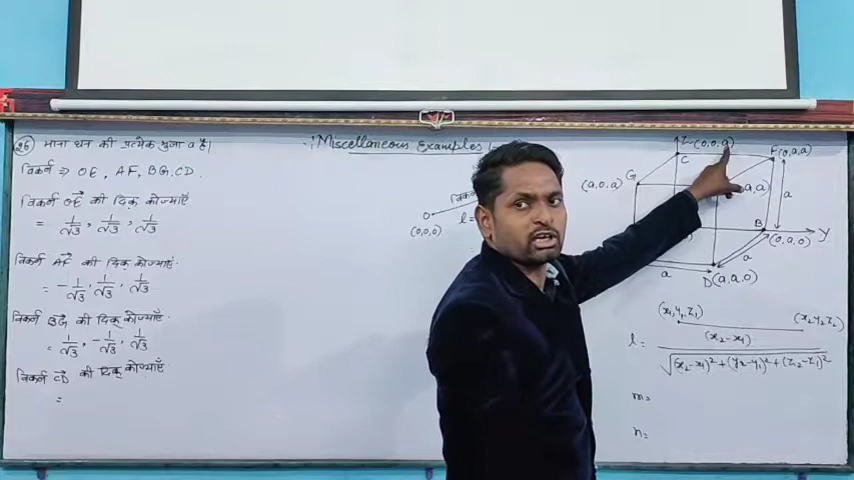 (26) माना घन की प्रत्येक भुजा a है।
Miscellaneous Examples
विकर्ण ⇒ OE, AF, BG, CD.
विकर्ण OE की दिक् कोज्याएँ
= 1/√3, 1/√3, 1/√3
विकर्ण AF की दिक् कोज्याएँ
= -1/√3, 1/√3, 1/√3
विकर्ण BG की दिक् कोज्याएँ
= 1/√3, -1/√3, 1/√3
विकर्ण CD की दिक् कोज्याएँ
=
O
(0,0,0)
l=
Z (0,0,a)
C
F(0,a,a)
G
(a,0,a)
a,a)
a
B
Y
(0,a,0)
a
a
D(a,a,0)
(x₁,y₁,z₁)
(x₂ y₂ z₂)
l = (x₂-x₁)/√((x₂-x₁)²+(y₂-y₁)²+(z₂-z₁)²)
m=
n=